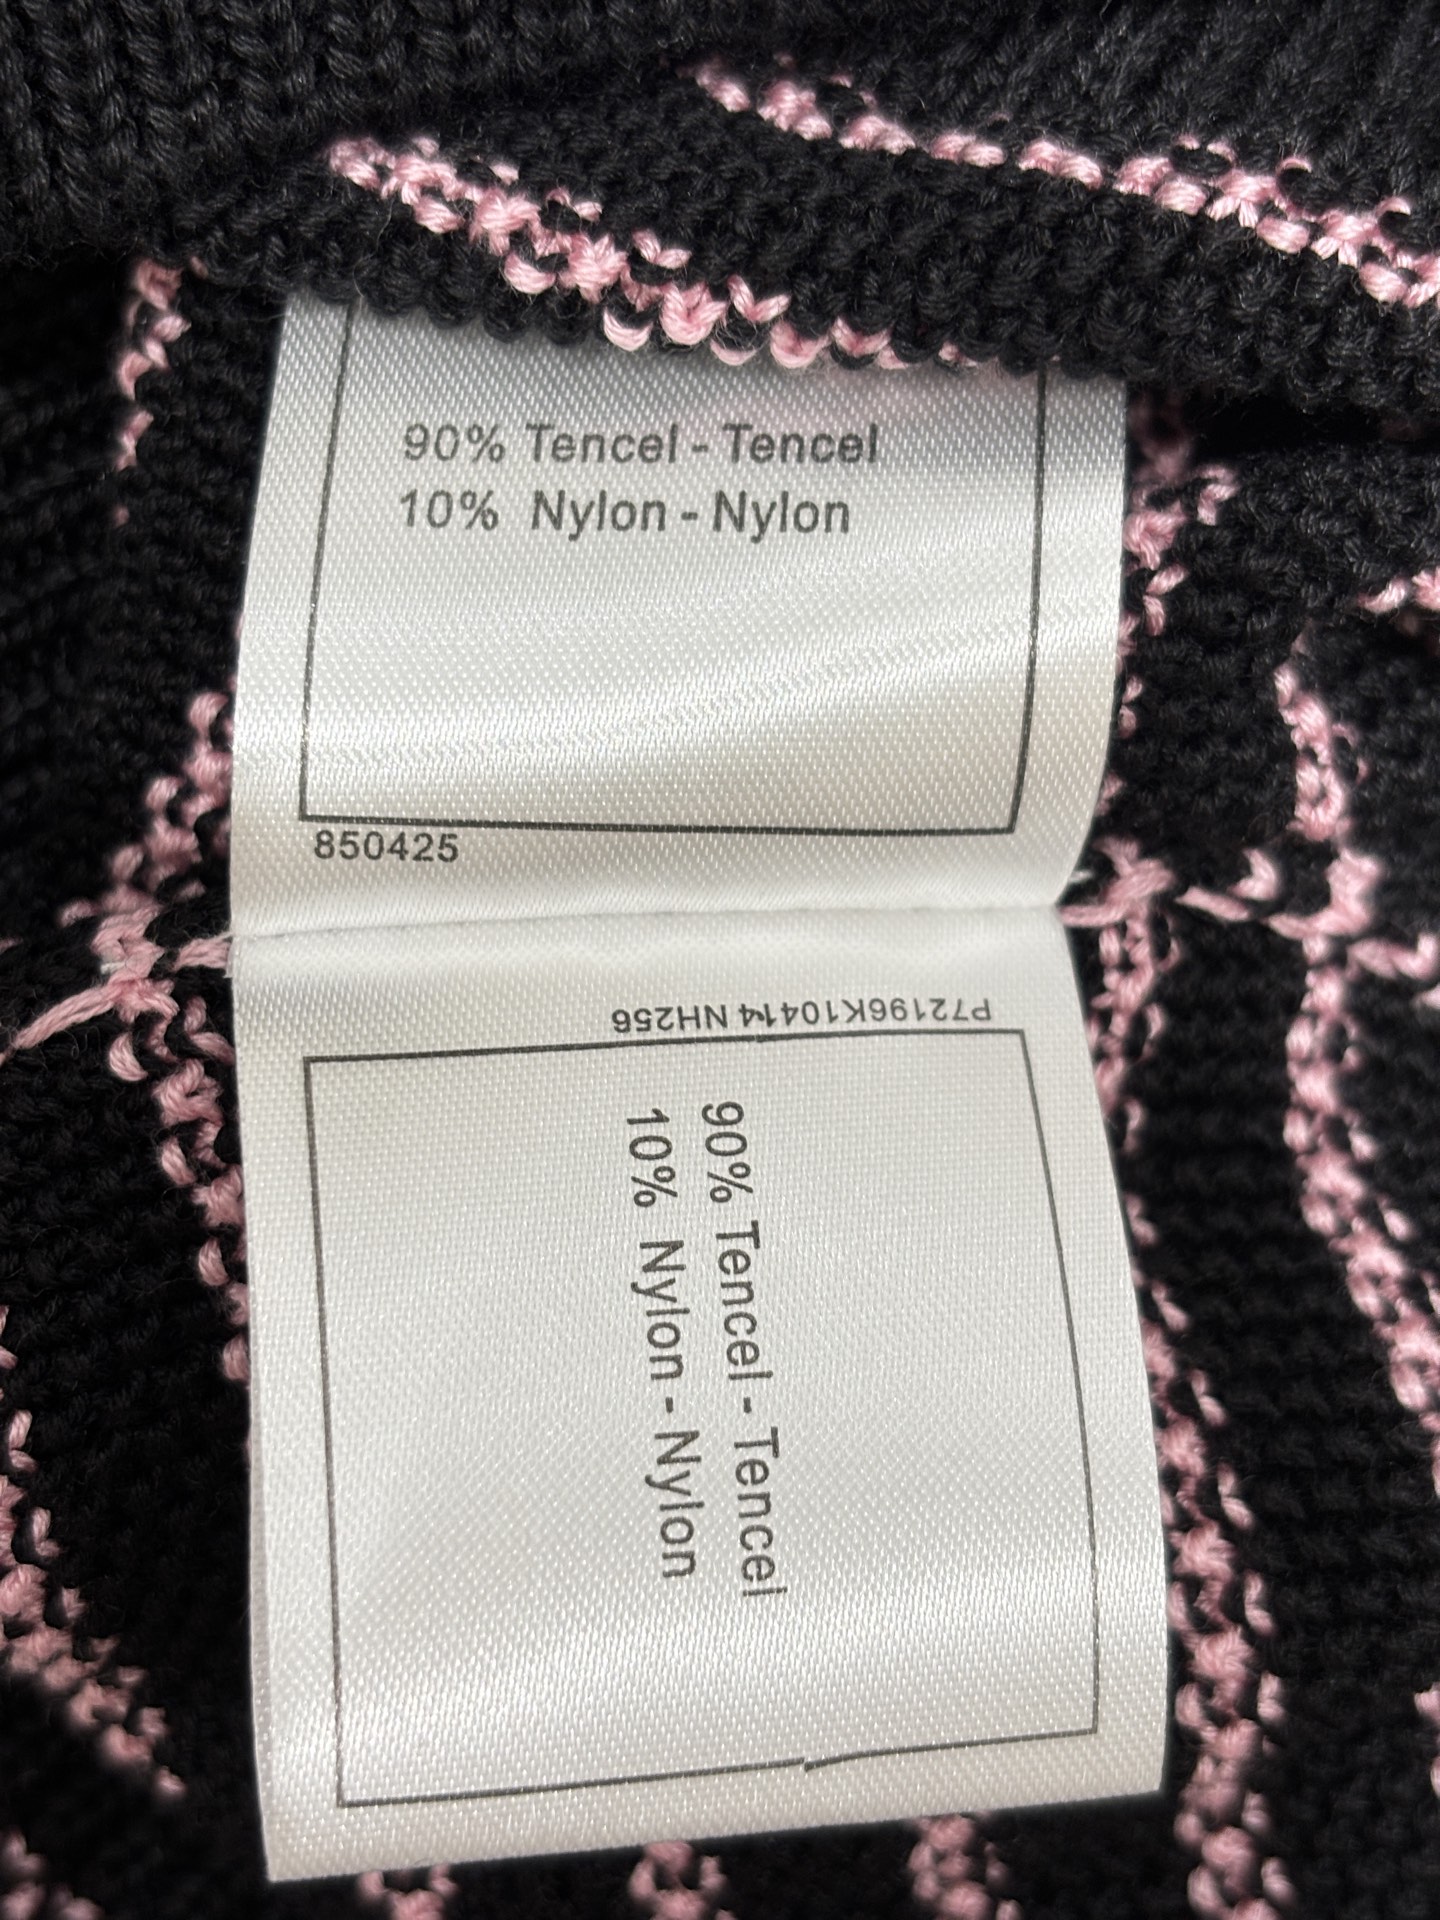 90% Tencel - Tencel
10% Nylon - Nylon
850425
P72196K10414 NH256
90% Tencel - Tencel
10% Nylon - Nylon